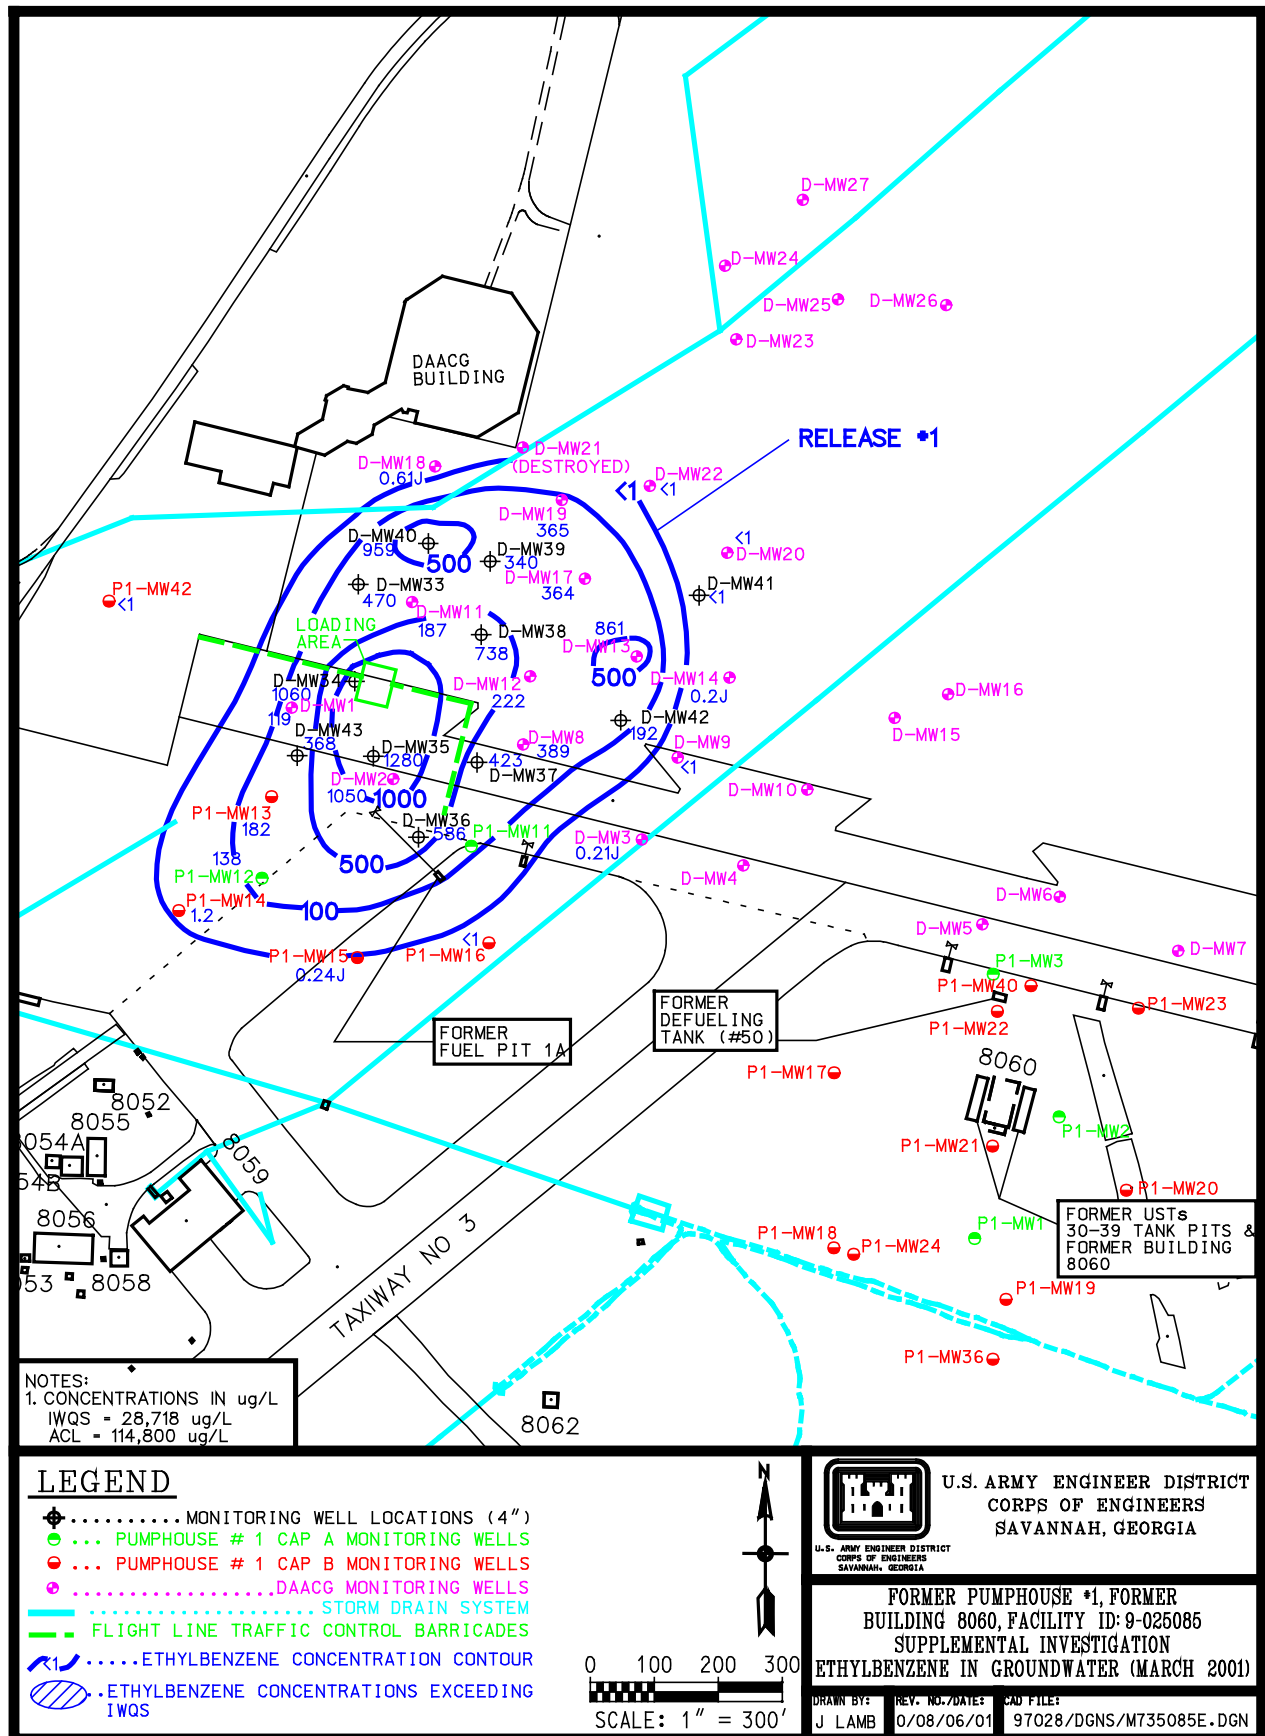 D-MW27
D-MW24
D-MW25
D-MW26
D-MW23
DAACG
BUILDING
RELEASE #1
D-MW21
(DESTROYED)
D-MW18
0.61J
D-MW22
<1
<1
D-MW19
365
<1
D-MW20
D-MW40
959
500
D-MW39
340
D-MW17
364
D-MW41
<1
P1-MW42
<1
D-MW33
470
D-MW11
187
LOADING
AREA
D-MW38
738
861
D-MW13
500
D-MW34
1060
D-MW12
222
D-MW14
0.2J
D-MW16
D-MW1
119
D-MW15
D-MW43
368
D-MW42
192
D-MW35
1280
D-MW8
389
D-MW9
<1
423
D-MW37
D-MW2
1050
1000
D-MW10
P1-MW13
182
D-MW36
586
P1-MW11
D-MW3
0.21J
138
P1-MW12
500
D-MW4
D-MW6
P1-MW14
1.2
100
D-MW5
D-MW7
P1-MW15
0.24J
<1
P1-MW16
P1-MW3
P1-MW40
P1-MW23
P1-MW22
FORMER
FUEL PIT 1A
FORMER
DEFUELING
TANK (#50)
8060
P1-MW17
8052
8055
054A
8059
P1-MW2
P1-MW21
54B
P1-MW20
8056
TAXIWAY NO 3
P1-MW18
P1-MW24
P1-MW1
FORMER USTs
30-39 TANK PITS &
FORMER BUILDING
8060
053
8058
P1-MW19
P1-MW36
8062
NOTES:
1. CONCENTRATIONS IN ug/L
IWQS = 28,718 ug/L
ACL = 114,800 ug/L
LEGEND
MONITORING WELL LOCATIONS (4")
PUMPHOUSE # 1 CAP A MONITORING WELLS
PUMPHOUSE # 1 CAP B MONITORING WELLS
DAACG MONITORING WELLS
STORM DRAIN SYSTEM
FLIGHT LINE TRAFFIC CONTROL BARRICADES
<1 ETHYLBENZENE CONCENTRATION CONTOUR
ETHYLBENZENE CONCENTRATIONS EXCEEDING
IWQS
N
0 100 200 300
SCALE: 1" = 300'
U.S. ARMY ENGINEER DISTRICT
CORPS OF ENGINEERS
SAVANNAH, GEORGIA
U.S. ARMY ENGINEER DISTRICT
CORPS OF ENGINEERS
SAVANNAH, GEORGIA
FORMER PUMPHOUSE #1, FORMER
BUILDING 8060, FACILITY ID: 9-025085
SUPPLEMENTAL INVESTIGATION
ETHYLBENZENE IN GROUNDWATER (MARCH 2001)
DRAWN BY:
J LAMB
REV. NO./DATE:
0/08/06/01
CAD FILE:
97028/DGNS/M735085E.DGN